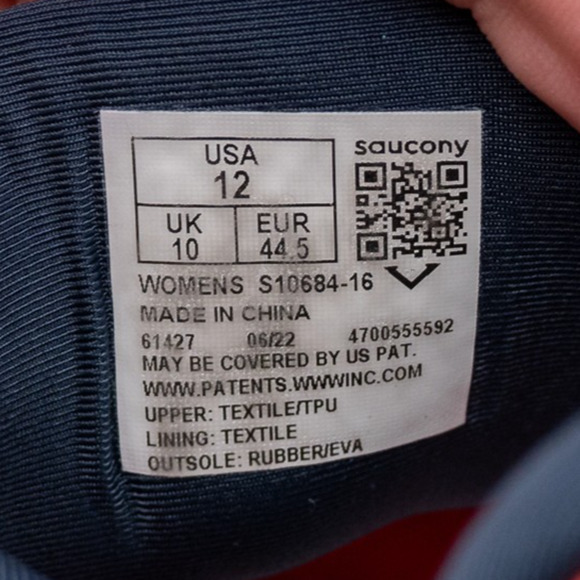 USA
12
UK
10
EUR
44.5
saucony
WOMENS S10684-16
MADE IN CHINA
61427 06/22 4700555592
MAY BE COVERED BY US PAT.
WWW.PATENTS.WWWINC.COM
UPPER: TEXTILE/TPU
LINING: TEXTILE
OUTSOLE: RUBBER/EVA